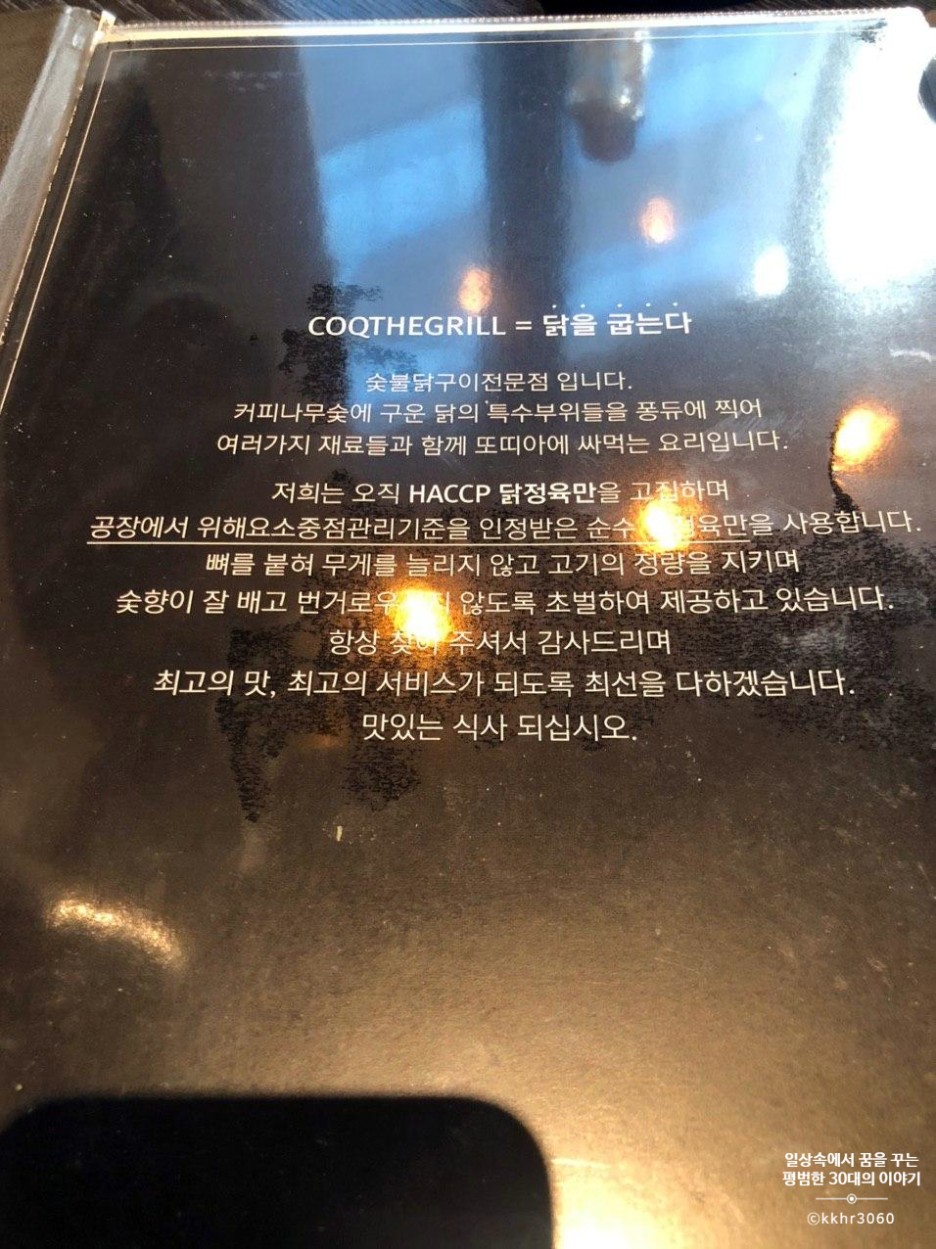 COQTHEGRILL = 닭을 굽는다
숯불닭구이전문점 입니다.
커피나무숯에 구운 닭의 특수부위들을 퐁듀에 찍어
여러가지 재료들과 함께 또띠아에 싸먹는 요리입니다.
저희는 오직 HACCP 닭정육만을 고집하며
공장에서 위해요소중점관리기준을 인정받은 순수 사용합니다.
뼈를 붙혀 무게를 늘리지 않고 고기의 정량을 지키며
숯향이 잘 배고 않도록 초벌하여 제공하고 있습니다.
항상 찾아 주셔서 감사드리며
최고의 맛, 최고의 서비스가 되도록 최선을 다하겠습니다.
맛있는 식사 되십시오.
일상속에서 꿈을 꾸는
평범한 30대의 이야기
©kkhr3060